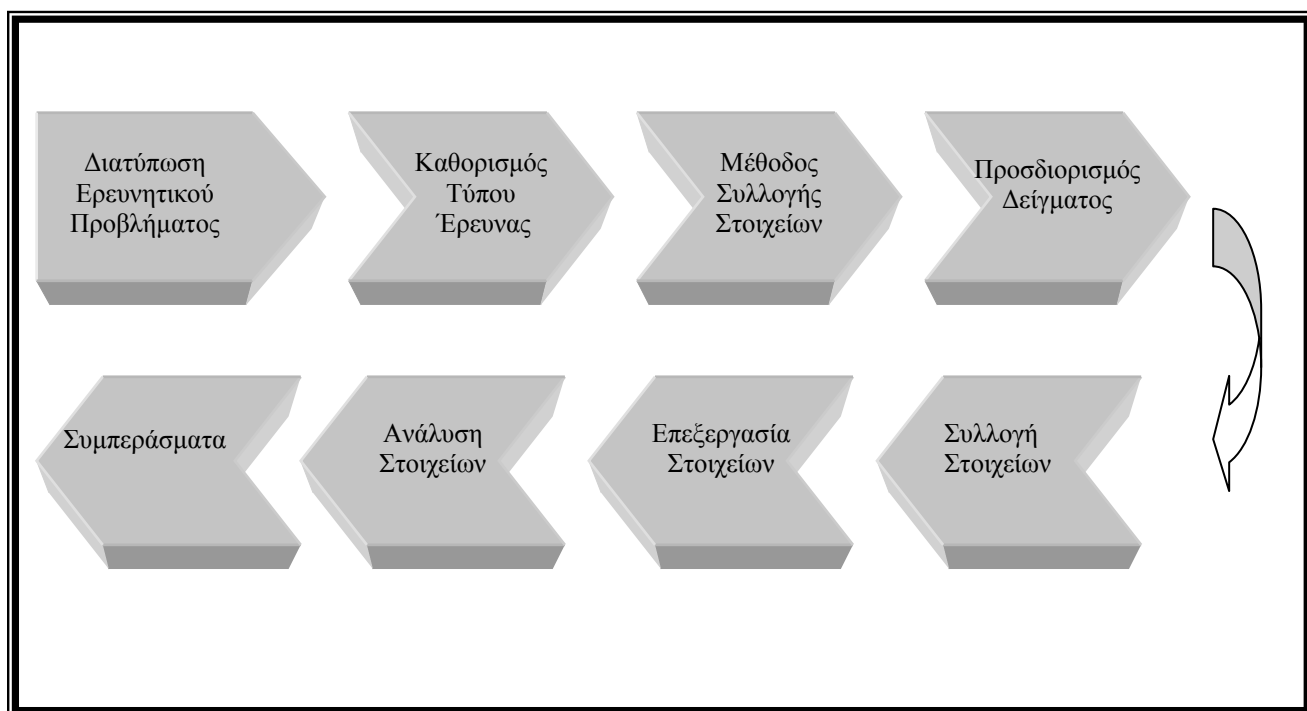 Διατύπωση
Ερευνητικού
Προβλήματος
Καθορισμός
Τύπου
Έρευνας
Μέθοδος
Συλλογής
Στοιχείων
Προσδιορισμός
Δείγματος
Συλλογή
Στοιχείων
Επεξεργασία
Στοιχείων
Ανάλυση
Στοιχείων
Συμπεράσματα